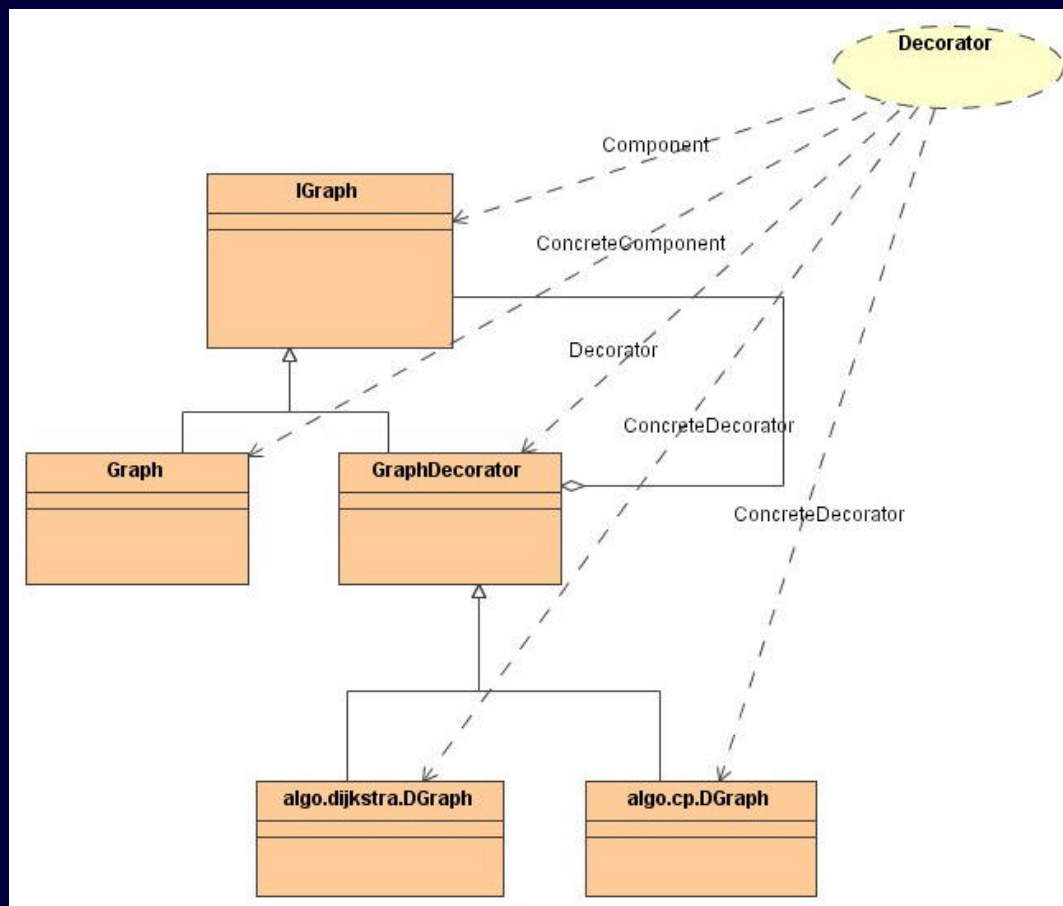 Decorator
Component
IGraph
ConcreteComponent
Decorator
ConcreteDecorator
Graph
GraphDecorator
ConcreteDecorator
algo.dijkstra.DGraph
algo.cp.DGraph